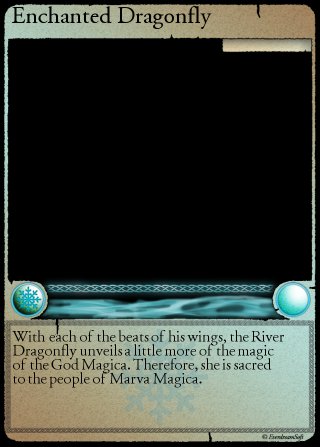 Enchanted Dragonfly
With each of the beats of his wings, the River
Dragonfly unveils a little more of the magic
of the God Magica. Therefore, she is sacred
to the people of Marva Magica.
© EverdreamSoft